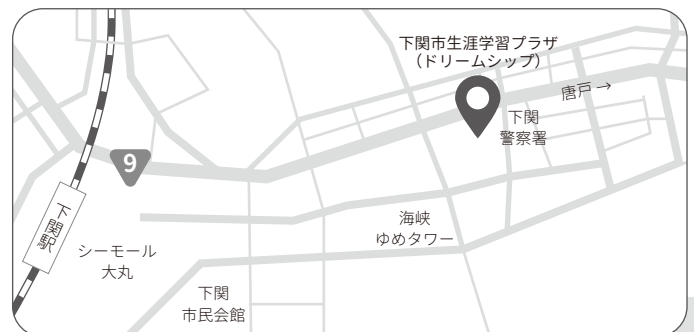 下関市生涯学習プラザ
（ドリームシップ）
唐戸→
下関
警察署
9
下関駅
海峡
ゆめタワー
シーモール
大丸
下関
市民会館